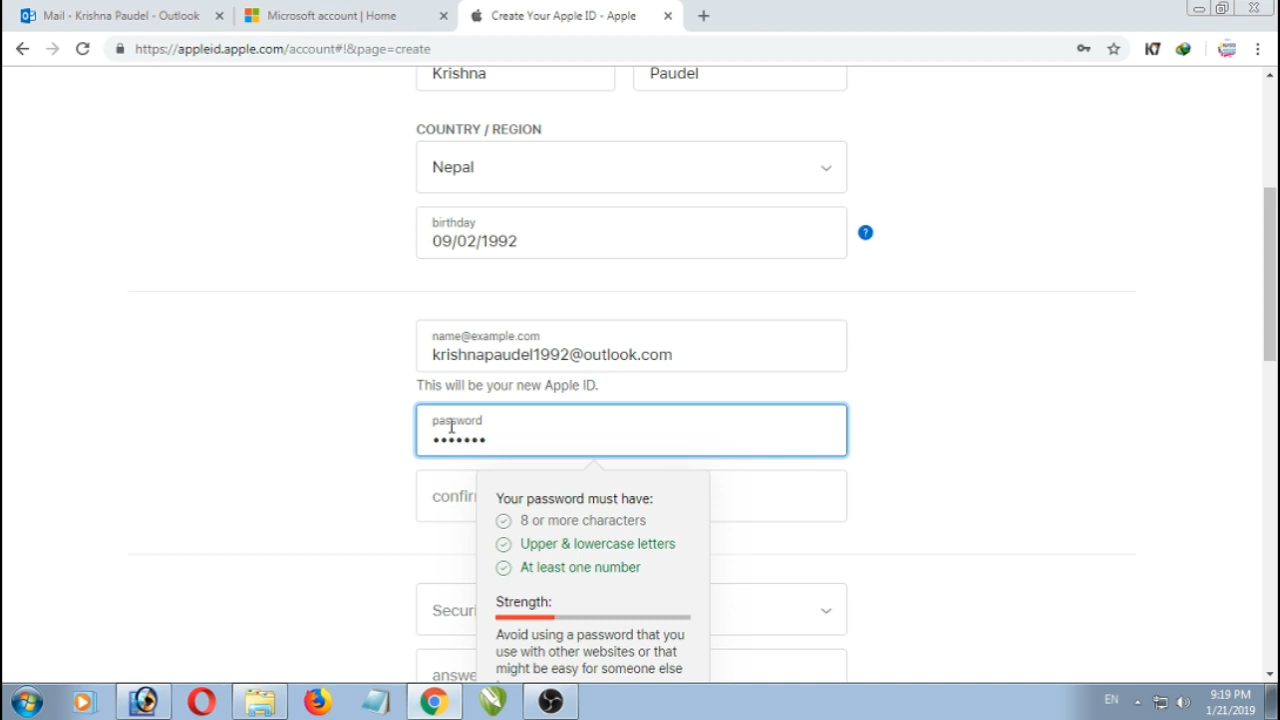 Mail - Krishna Paudel - Outlook
Microsoft account | Home
Create Your Apple ID - Apple
https://appleid.apple.com/account#!&page=create
K7
Krishna
Paudel
COUNTRY / REGION
Nepal
birthday
09/02/1992
?
name@example.com
krishnapaudel1992@outlook.com
This will be your new Apple ID.
password
•••••••
confirm
Your password must have:
8 or more characters
Upper & lowercase letters
At least one number
Securi
Strength:
Avoid using a password that you
use with other websites or that
might be easy for someone else
answe
EN
9:19 PM
1/21/2019